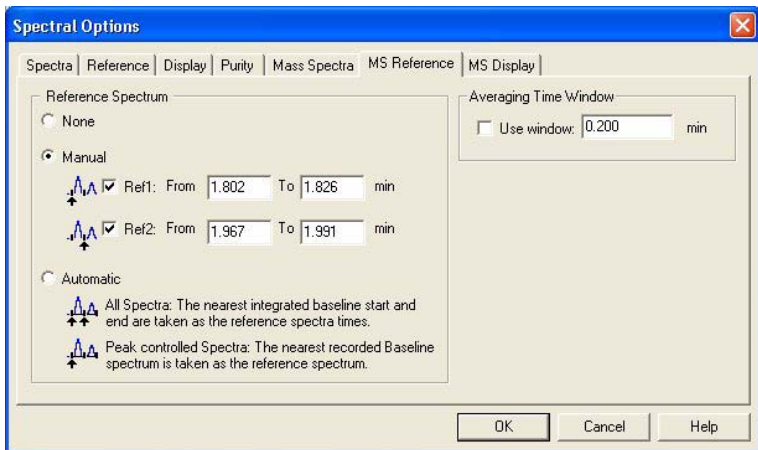 Spectral Options
Spectra Reference Display Purity Mass Spectra MS Reference MS Display
Reference Spectrum
None
Manual
Ref1: From 1.802 To 1.826 min
Ref2: From 1.967 To 1.991 min
Automatic
All Spectra: The nearest integrated baseline start and
end are taken as the reference spectra times.
Peak controlled Spectra: The nearest recorded Baseline
spectrum is taken as the reference spectrum.
Averaging Time Window
Use window: 0.200 min
OK Cancel Help